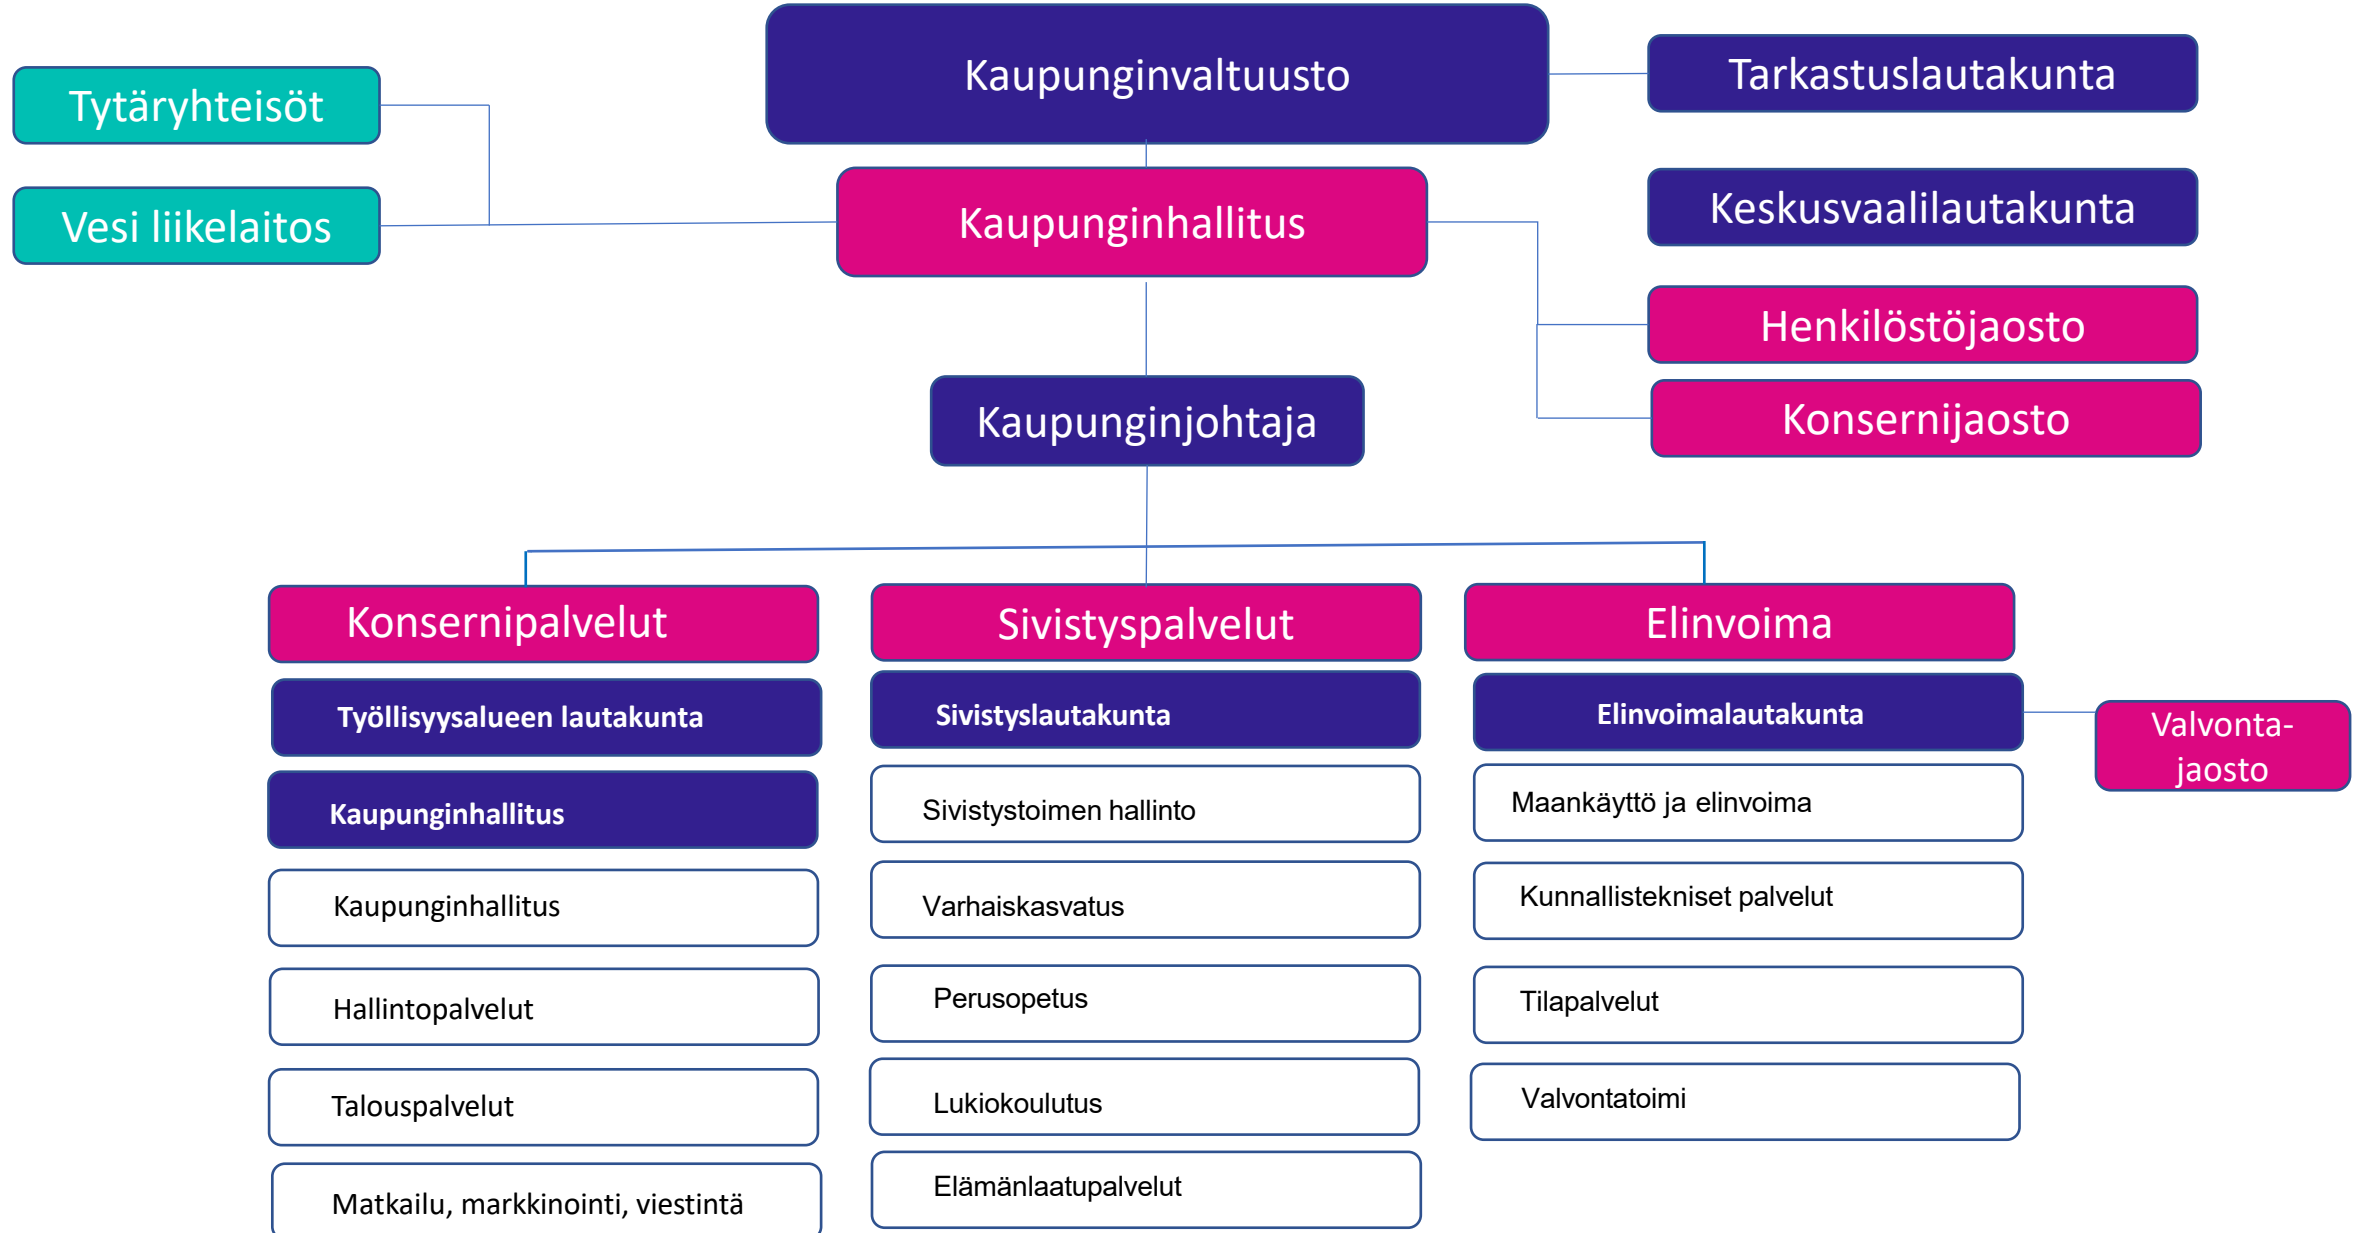 Kaupunginvaltuusto
Tarkastuslautakunta
Tytäryhteisöt
Keskusvaalilautakunta
Vesi liikelaitos
Kaupunginhallitus
Henkilöstöjaosto
Kaupunginjohtaja
Konsernijaosto
Konsernipalvelut
Työllisyysalueen lautakunta
Kaupunginhallitus
Kaupunginhallitus
Hallintopalvelut
Talouspalvelut
Matkailu, markkinointi, viestintä
Sivistyspalvelut
Sivistyslautakunta
Sivistystoimen hallinto
Varhaiskasvatus
Perusopetus
Lukiokoulutus
Elämänlaatupalvelut
Elinvoima
Elinvoimalautakunta
Maankäyttö ja elinvoima
Kunnallistekniset palvelut
Tilapalvelut
Valvontatoimi
Valvonta-
jaosto